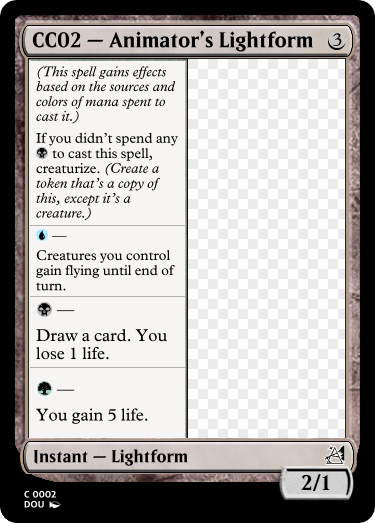 CC02 — Animator's Lightform 3
(This spell gains effects
based on the sources and
colors of mana spent to
cast it.)
If you didn't spend any
to cast this spell,
creaturize. (Create a
token that's a copy of
this, except it's a
creature.)
—
Creatures you control
gain flying until end of
turn.
—
Draw a card. You
lose 1 life.
—
You gain 5 life.
Instant — Lightform
2/1
C 0002
DOU